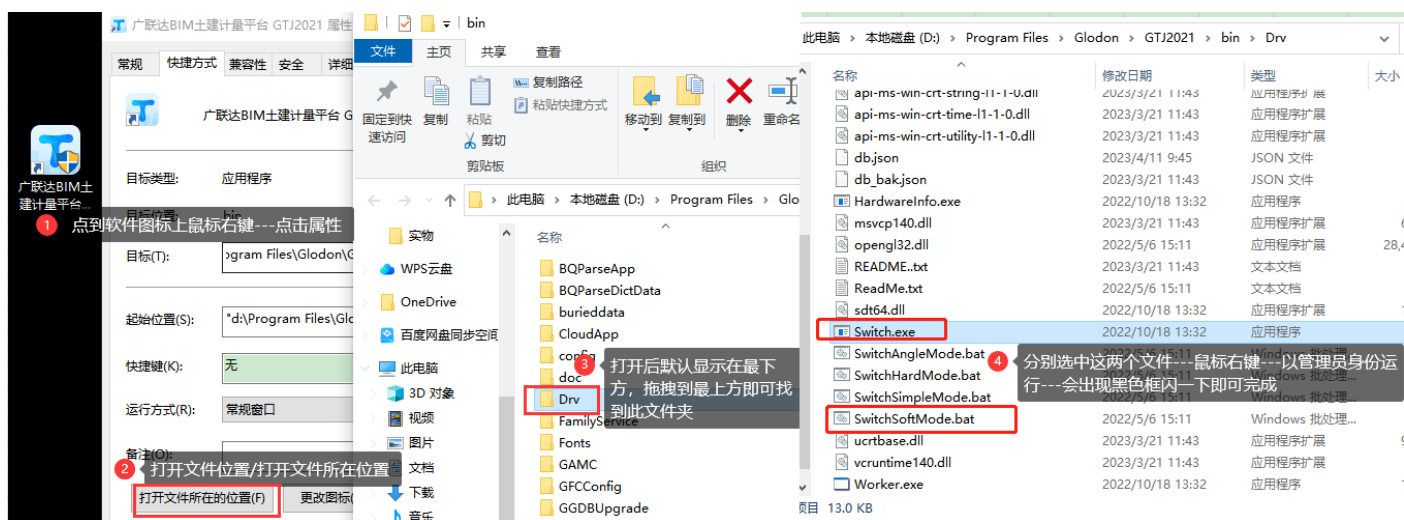 广联达BIM土建计量平台 GTJ2021 属性
常规 快捷方式 兼容性 安全 详细
广联达BIM土建计量平台 G
目标类型: 应用程序
bin
目标(T): ogram Files\Glodon\G
起始位置(S): "d:\Program Files\Glo
快捷键(K): 无
运行方式(R): 常规窗口
备注(O):
打开文件所在的位置(F) 更改图标(
广联达BIM土
建计量平台...
1 点到软件图标上鼠标右键---点击属性
2 打开文件位置/打开文件所在位置
bin
文件 主页 共享 查看
固定到快
速访问
复制
粘贴
复制路径
粘贴快捷方式
剪切
剪贴板
移动到 复制到 删除 重命名
组织
此电脑 › 本地磁盘 (D:) › Program Files › Glo
实物
WPS云盘
OneDrive
百度网盘同步空间
此电脑
3D 对象
视频
图片
文档
下载
音乐
名称
BQParseApp
BQParseDictData
burieddata
CloudApp
config
doc
Drv
FamilyService
Fonts
GAMC
GFCConfig
GGDBUpgrade
3 打开后默认显示在最下
方，拖拽到最上方即可找
到此文件夹
此电脑 › 本地磁盘 (D:) › Program Files › Glodon › GTJ2021 › bin › Drv
名称 修改日期 类型 大小
api-ms-win-crt-string-l1-1-0.dll 2023/3/21 11:43 应用程序扩展
api-ms-win-crt-time-l1-1-0.dll 2023/3/21 11:43 应用程序扩展
api-ms-win-crt-utility-l1-1-0.dll 2023/3/21 11:43 应用程序扩展
db.json 2023/4/11 9:45 JSON 文件
db_bak.json 2023/3/21 11:43 JSON 文件
HardwareInfo.exe 2022/10/18 13:32 应用程序
msvcp140.dll 2023/3/21 11:43 应用程序扩展
opengl32.dll 2022/5/6 15:11 应用程序扩展 28,4
README..txt 2023/3/21 11:43 文本文档
ReadMe.txt 2022/5/6 15:11 文本文档
sdt64.dll 2022/10/18 13:32 应用程序扩展
Switch.exe 2022/10/18 13:32 应用程序
SwitchAngleMode.bat
SwitchHardMode.bat
SwitchSimpleMode.bat
SwitchSoftMode.bat 2022/5/6 15:11 Windows 批处理...
ucrtbase.dll 2023/3/21 11:43 应用程序扩展
vcruntime140.dll 2023/3/21 11:43 应用程序扩展
Worker.exe 2022/10/18 13:32 应用程序
4 分别选中这两个文件---鼠标右键---以管理员身份运
行---会出现黑色框闪一下即可完成
项目 13.0 KB